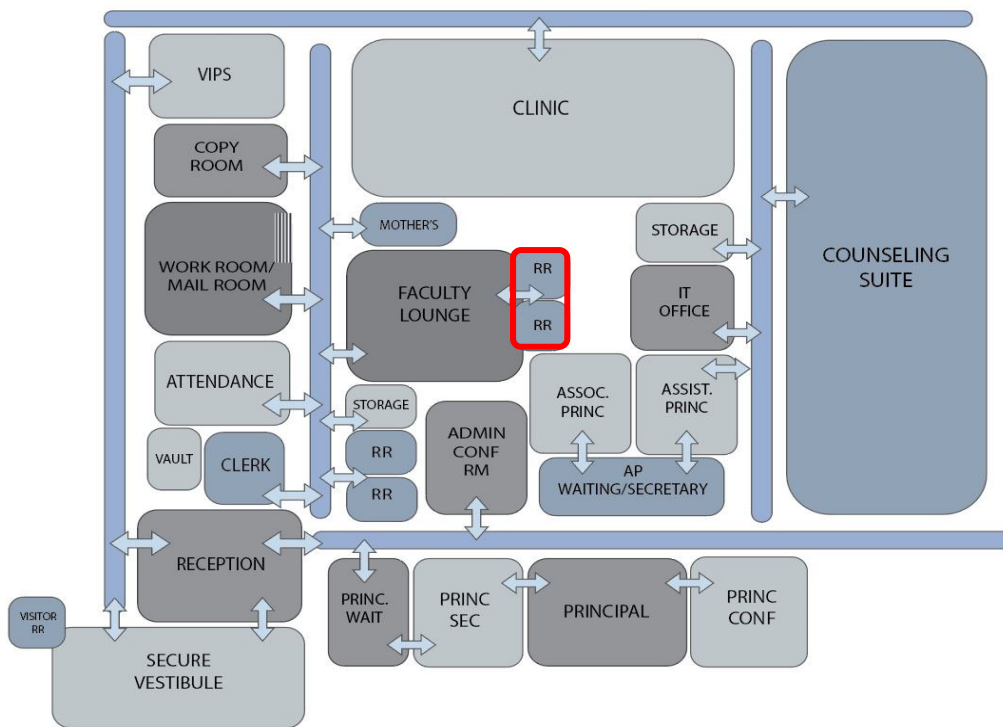 VIPS
COPY
ROOM
WORK ROOM/
MAIL ROOM
ATTENDANCE
VAULT
CLERK
RECEPTION
VISITOR
RR
SECURE
VESTIBULE
CLINIC
MOTHER'S
FACULTY
LOUNGE
RR
RR
STORAGE
RR
RR
ADMIN
CONF
RM
STORAGE
IT
OFFICE
ASSOC.
PRINC
ASSIST.
PRINC
AP
WAITING/SECRETARY
COUNSELING
SUITE
PRINC.
WAIT
PRINC
SEC
PRINCIPAL
PRINC
CONF